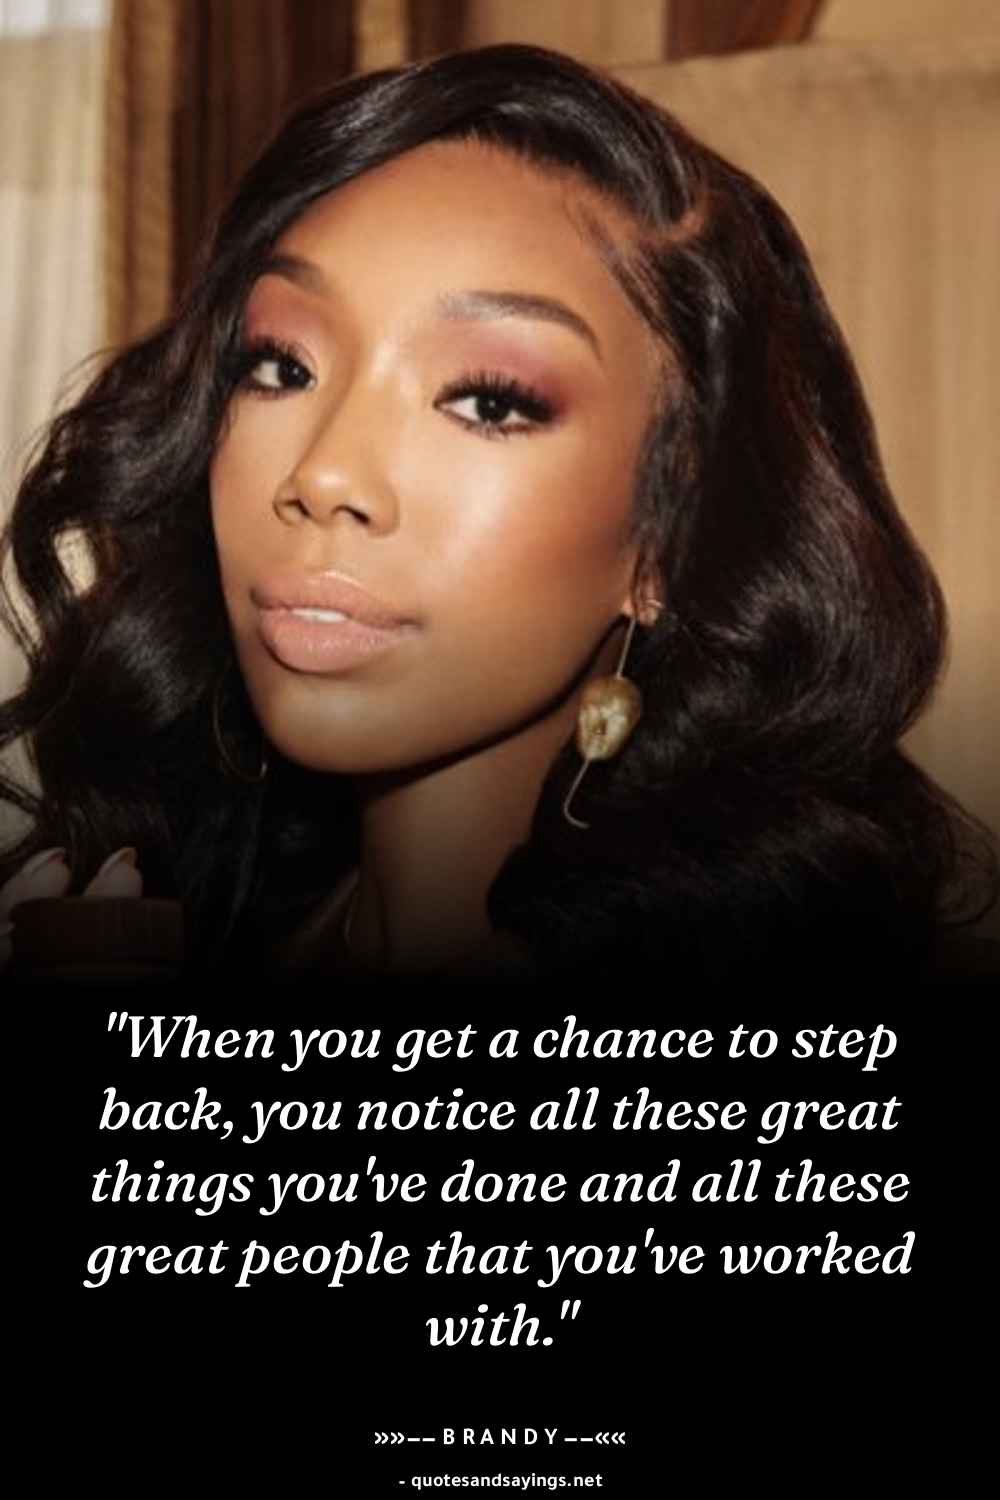 "When you get a chance to step
back, you notice all these great
things you've done and all these
great people that you've worked
with."
»»––BRANDY––««
- quotesandsayings.net